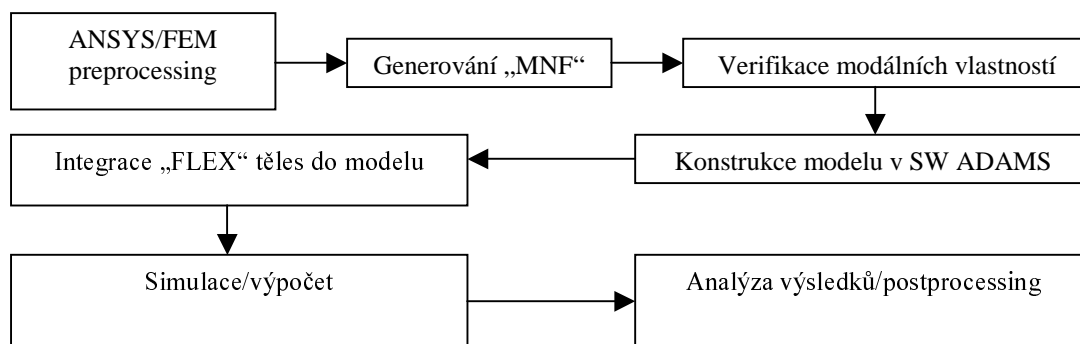 ANSYS/FEM
preprocessing
Generování „MNF“
Verifikace modálních vlastností
Integrace „FLEX“ těles do modelu
Konstrukce modelu v SW ADAMS
Simulace/výpočet
Analýza výsledků/postprocessing